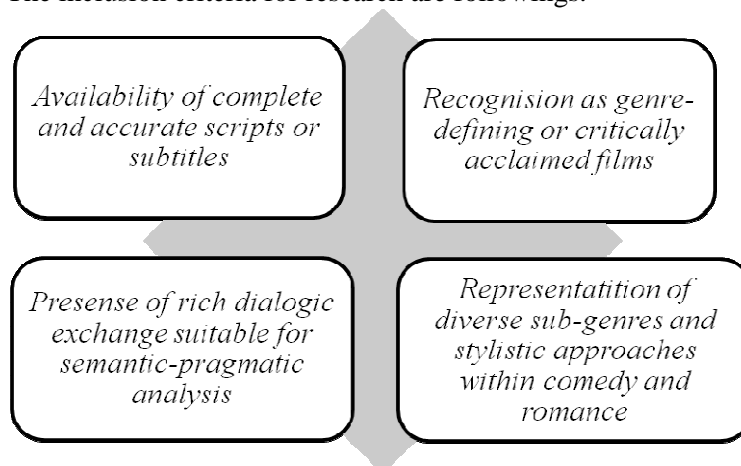 The inclusion criteria for research are followings:
Availability of complete
and accurate scripts or
subtitles
Recognision as genre-
defining or critically
acclaimed films
Presense of rich dialogic
exchange suitable for
semantic-pragmatic
analysis
Representatition of
diverse sub-genres and
stylistic approaches
within comedy and
romance